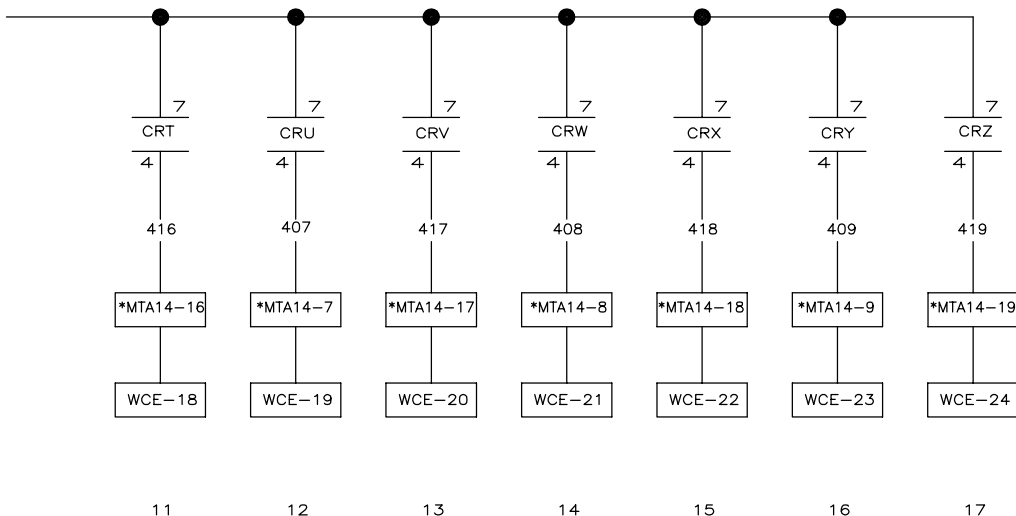 7 7 7 7 7 7 7
CRT CRU CRV CRW CRX CRY CRZ
4 4 4 4 4 4 4
416 407 417 408 418 409 419
*MTA14-16 *MTA14-7 *MTA14-17 *MTA14-8 *MTA14-18 *MTA14-9 *MTA14-19
WCE-18 WCE-19 WCE-20 WCE-21 WCE-22 WCE-23 WCE-24
11 12 13 14 15 16 17